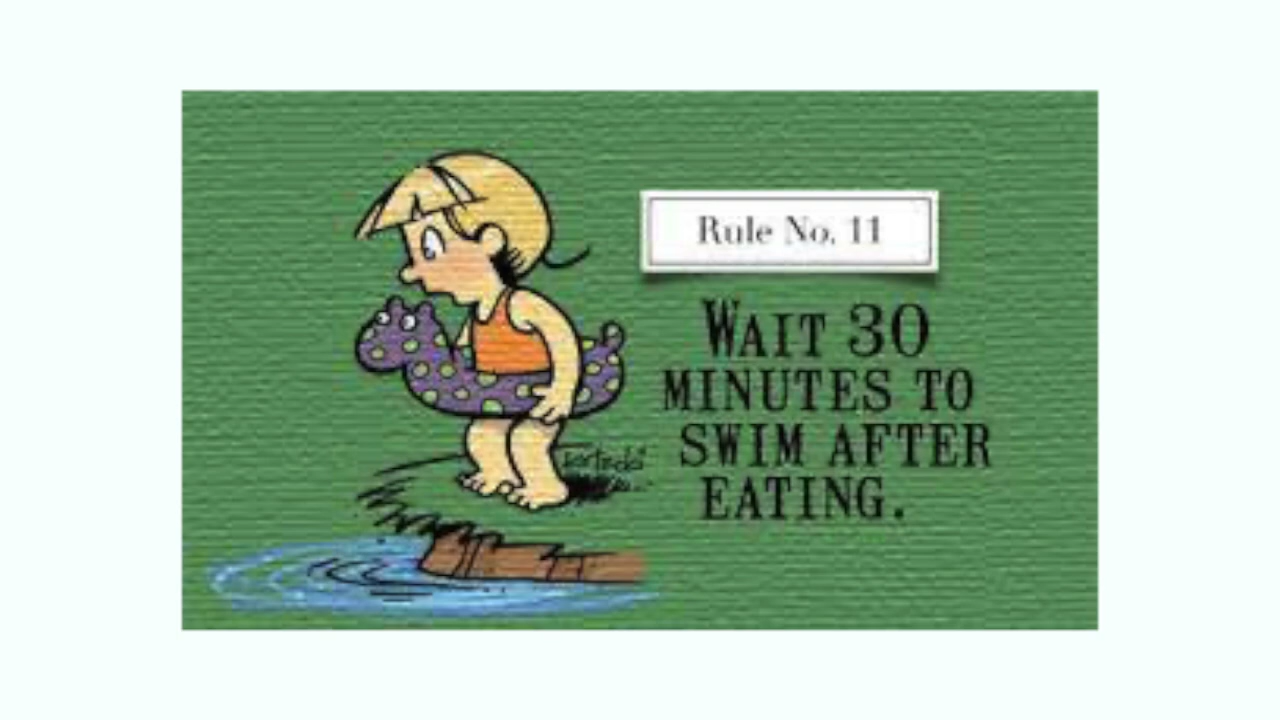 Rule No. 11
WAIT 30
MINUTES TO
SWIM AFTER
EATING.